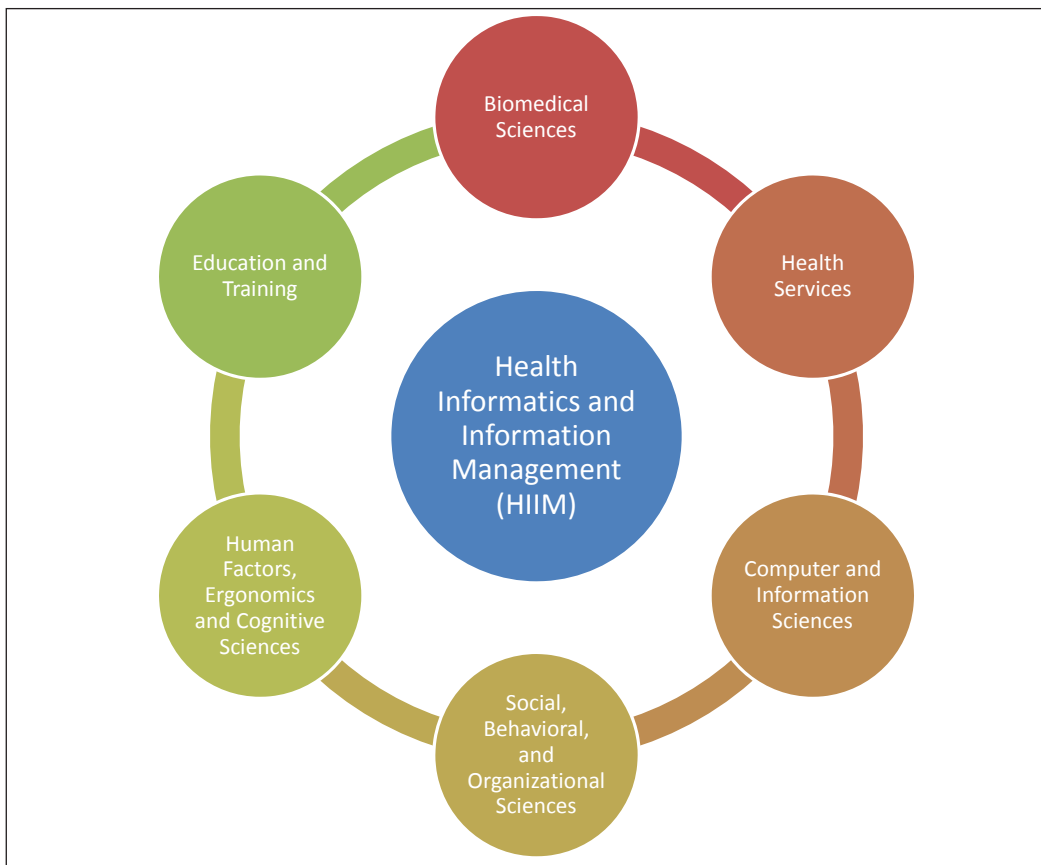 Biomedical
Sciences
Health
Services
Computer and
Information
Sciences
Social,
Behavioral,
and
Organizational
Sciences
Human
Factors,
Ergonomics
and Cognitive
Sciences
Education and
Training
Health
Informatics and
Information
Management
(HIIM)